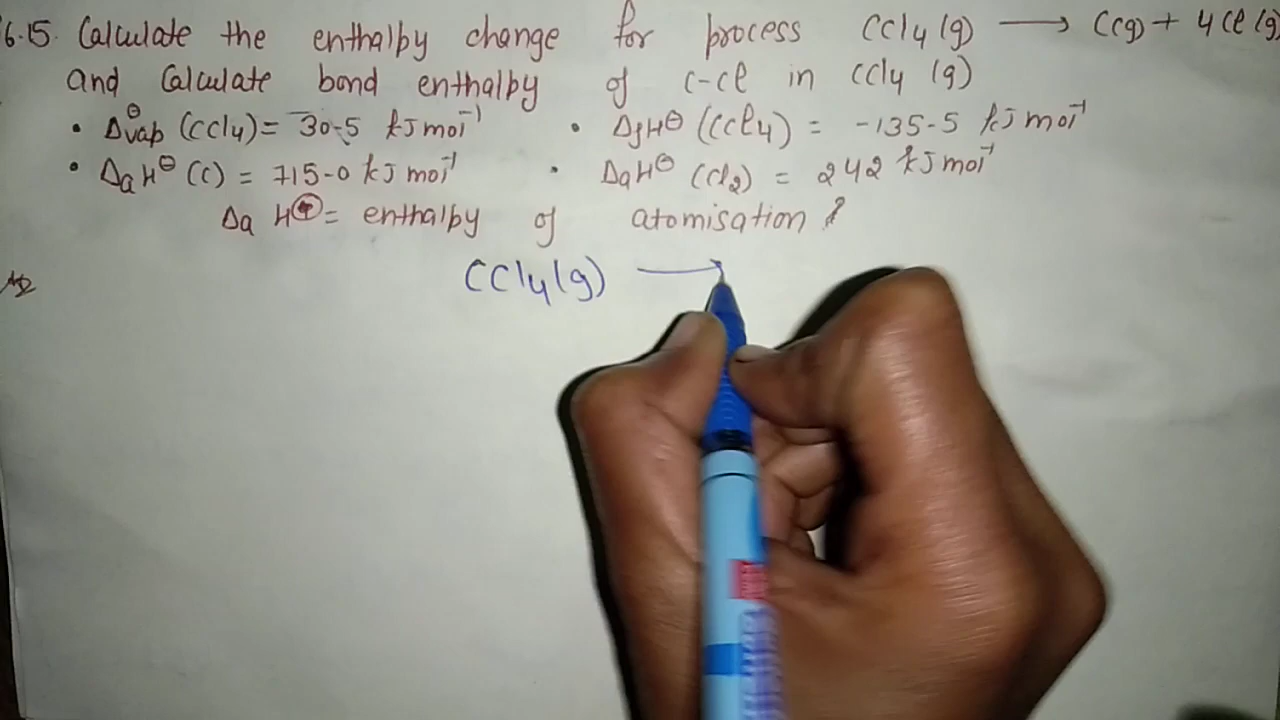 6.15. Calculate the enthalpy change for process CCl4 (g) ⟶ C(g) + 4Cl (g)
and Calculate bond enthalpy of C-Cl in CCl4 (g)
• Δvapᶿ (CCl4) = 30.5 kJ mol⁻¹ • ΔfHᶿ (CCl4) = -135.5 kJ mol⁻¹
• ΔaHᶿ (C) = 715.0 kJ mol⁻¹ • ΔaHᶿ (Cl2) = 242 kJ mol⁻¹
Δa Hᶿ = enthalpy of atomisation ?
CCl4(g) ⟶